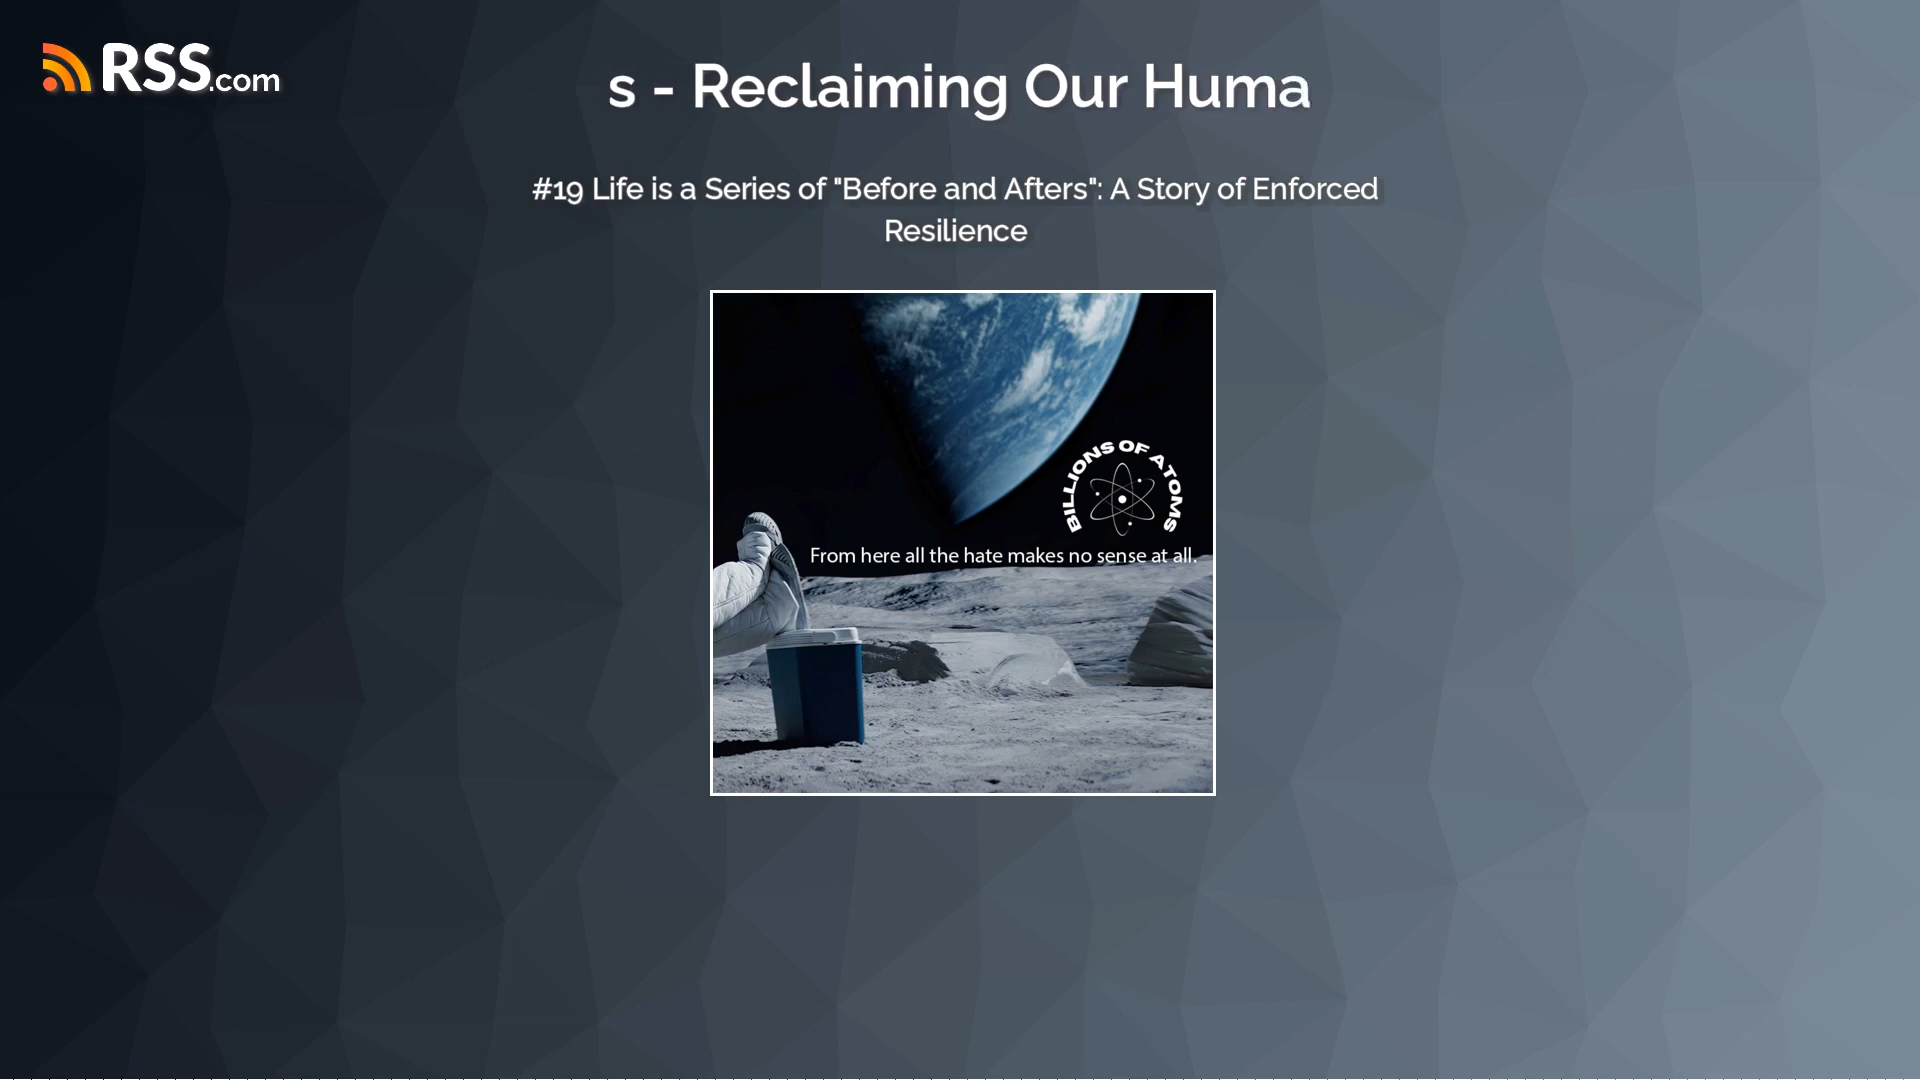 RSS.com
s - Reclaiming Our Huma
#19 Life is a Series of "Before and Afters": A Story of Enforced
Resilience
BILLIONS OF ATOMS
From here all the hate makes no sense at all.